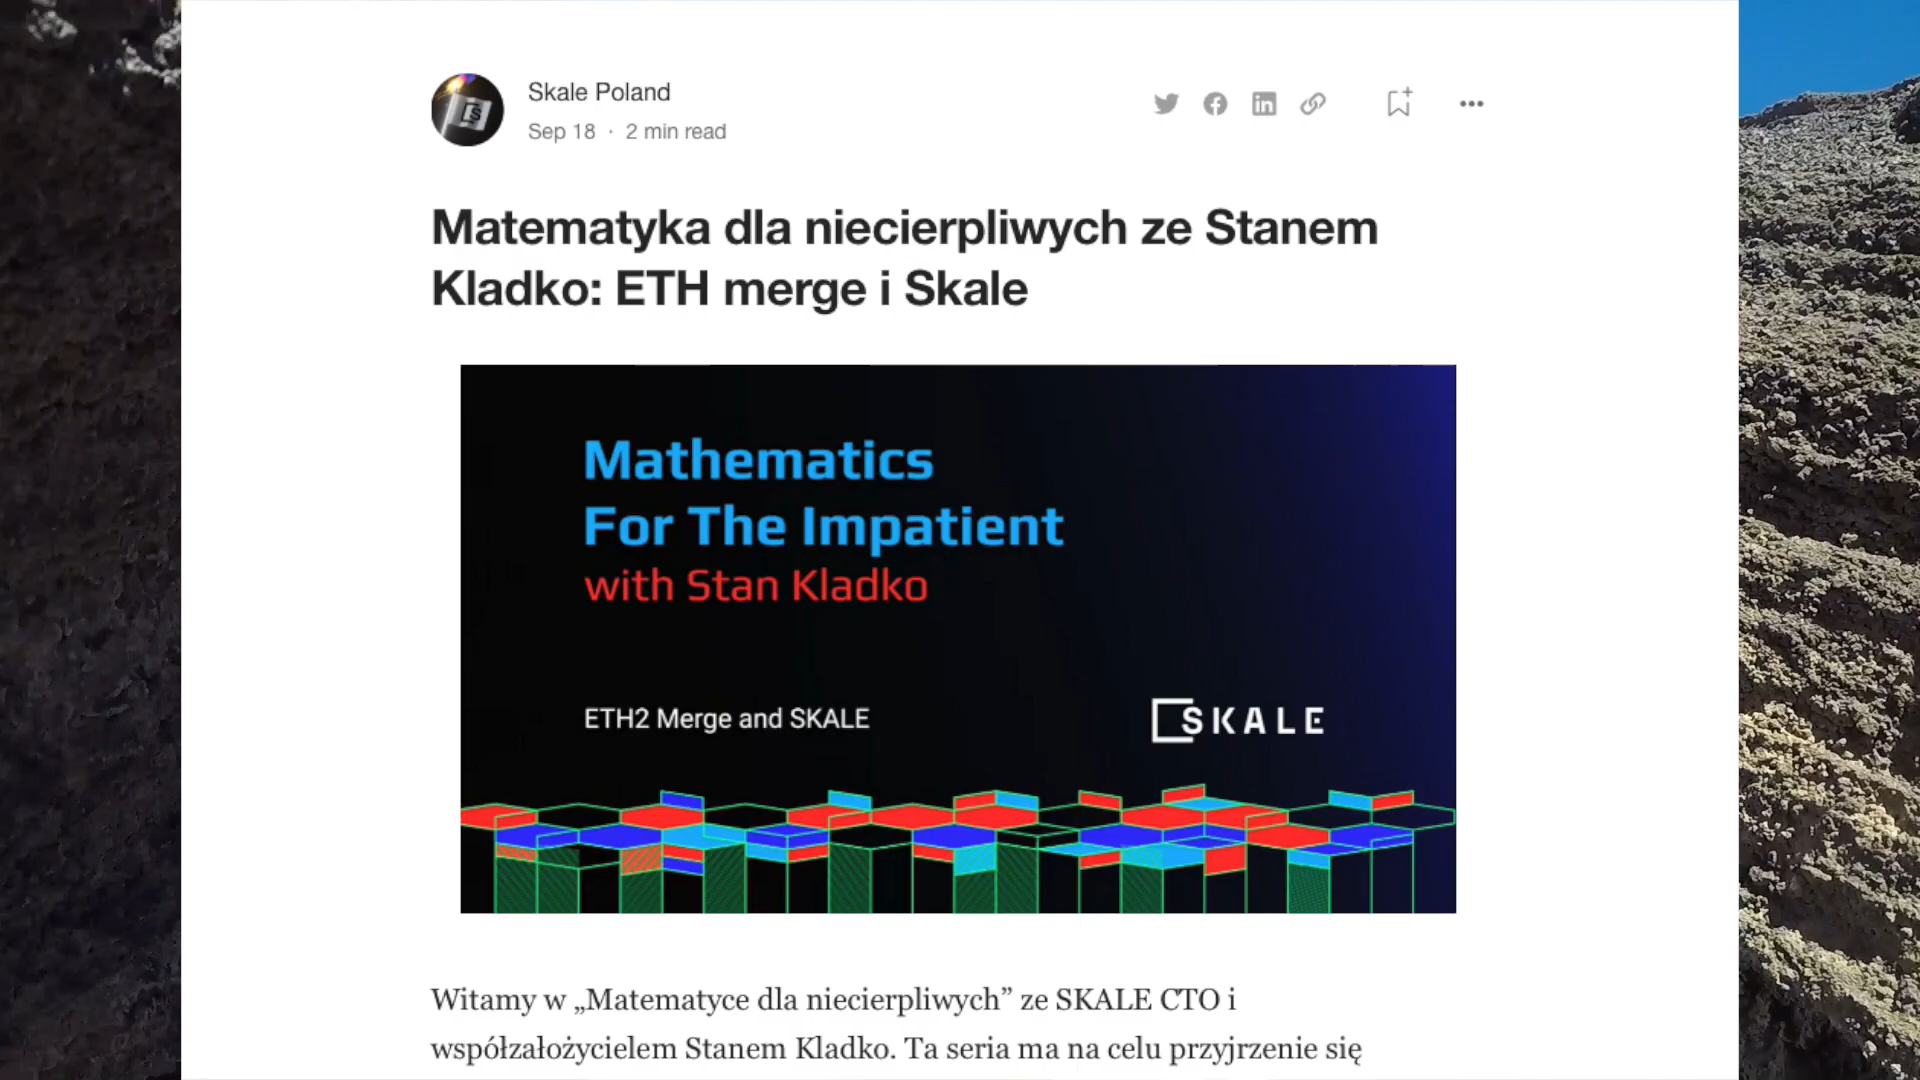 Skale Poland
Sep 18 · 2 min read
Matematyka dla niecierpliwych ze Stanem
Kladko: ETH merge i Skale
Mathematics
For The Impatient
with Stan Kladko
ETH2 Merge and SKALE
SKALE
Witamy w „Matematyce dla niecierpliwych” ze SKALE CTO i
współzałożycielem Stanem Kladko. Ta seria ma na celu przyjrzenie się